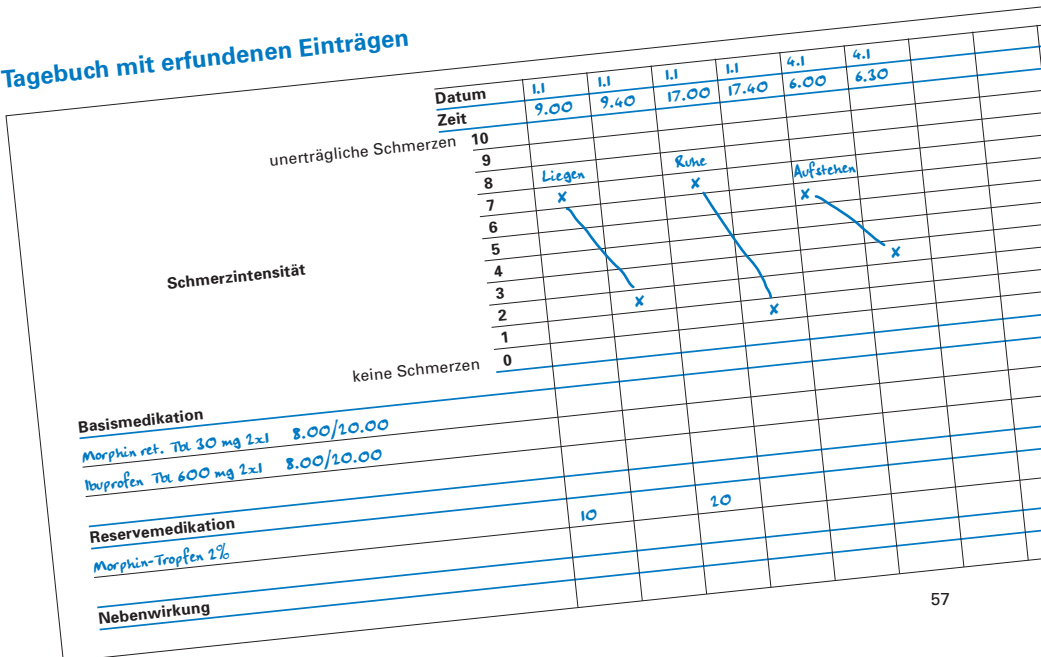 Tagebuch mit erfundenen Einträgen
Datum 1.1 1.1 1.1 1.1 4.1 4.1
Zeit 9.00 9.40 17.00 17.40 6.00 6.30
unerträgliche Schmerzen 10
9
8 Liegen Ruhe Aufstehen
7 x x x
6
5 x
4
Schmerzintensität
3 x
2 x
1
keine Schmerzen 0
Basismedikation
Morphin ret. Tbl 30 mg 2x1 8.00/20.00
Ibuprofen Tbl 600 mg 2x1 8.00/20.00
Reservemedikation
Morphin-Tropfen 2% 10 20
Nebenwirkung
57